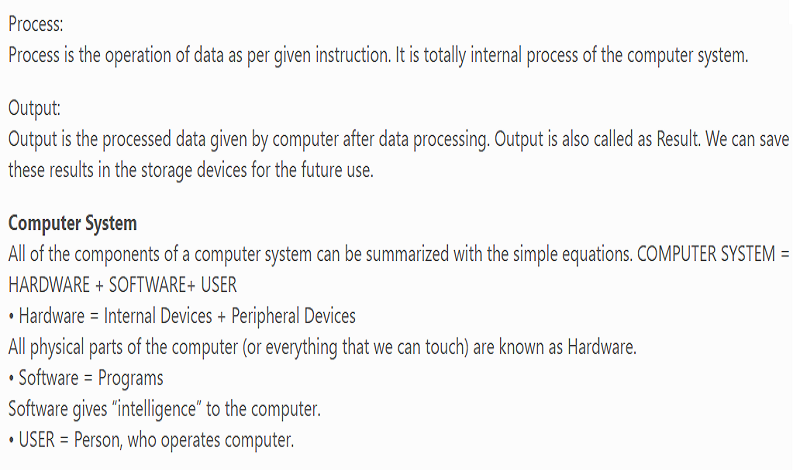 Process:
Process is the operation of data as per given instruction. It is totally internal process of the computer system.
Output:
Output is the processed data given by computer after data processing. Output is also called as Result. We can save
these results in the storage devices for the future use.
Computer System
All of the components of a computer system can be summarized with the simple equations. COMPUTER SYSTEM =
HARDWARE + SOFTWARE+ USER
• Hardware = Internal Devices + Peripheral Devices
All physical parts of the computer (or everything that we can touch) are known as Hardware.
• Software = Programs
Software gives “intelligence” to the computer.
• USER = Person, who operates computer.